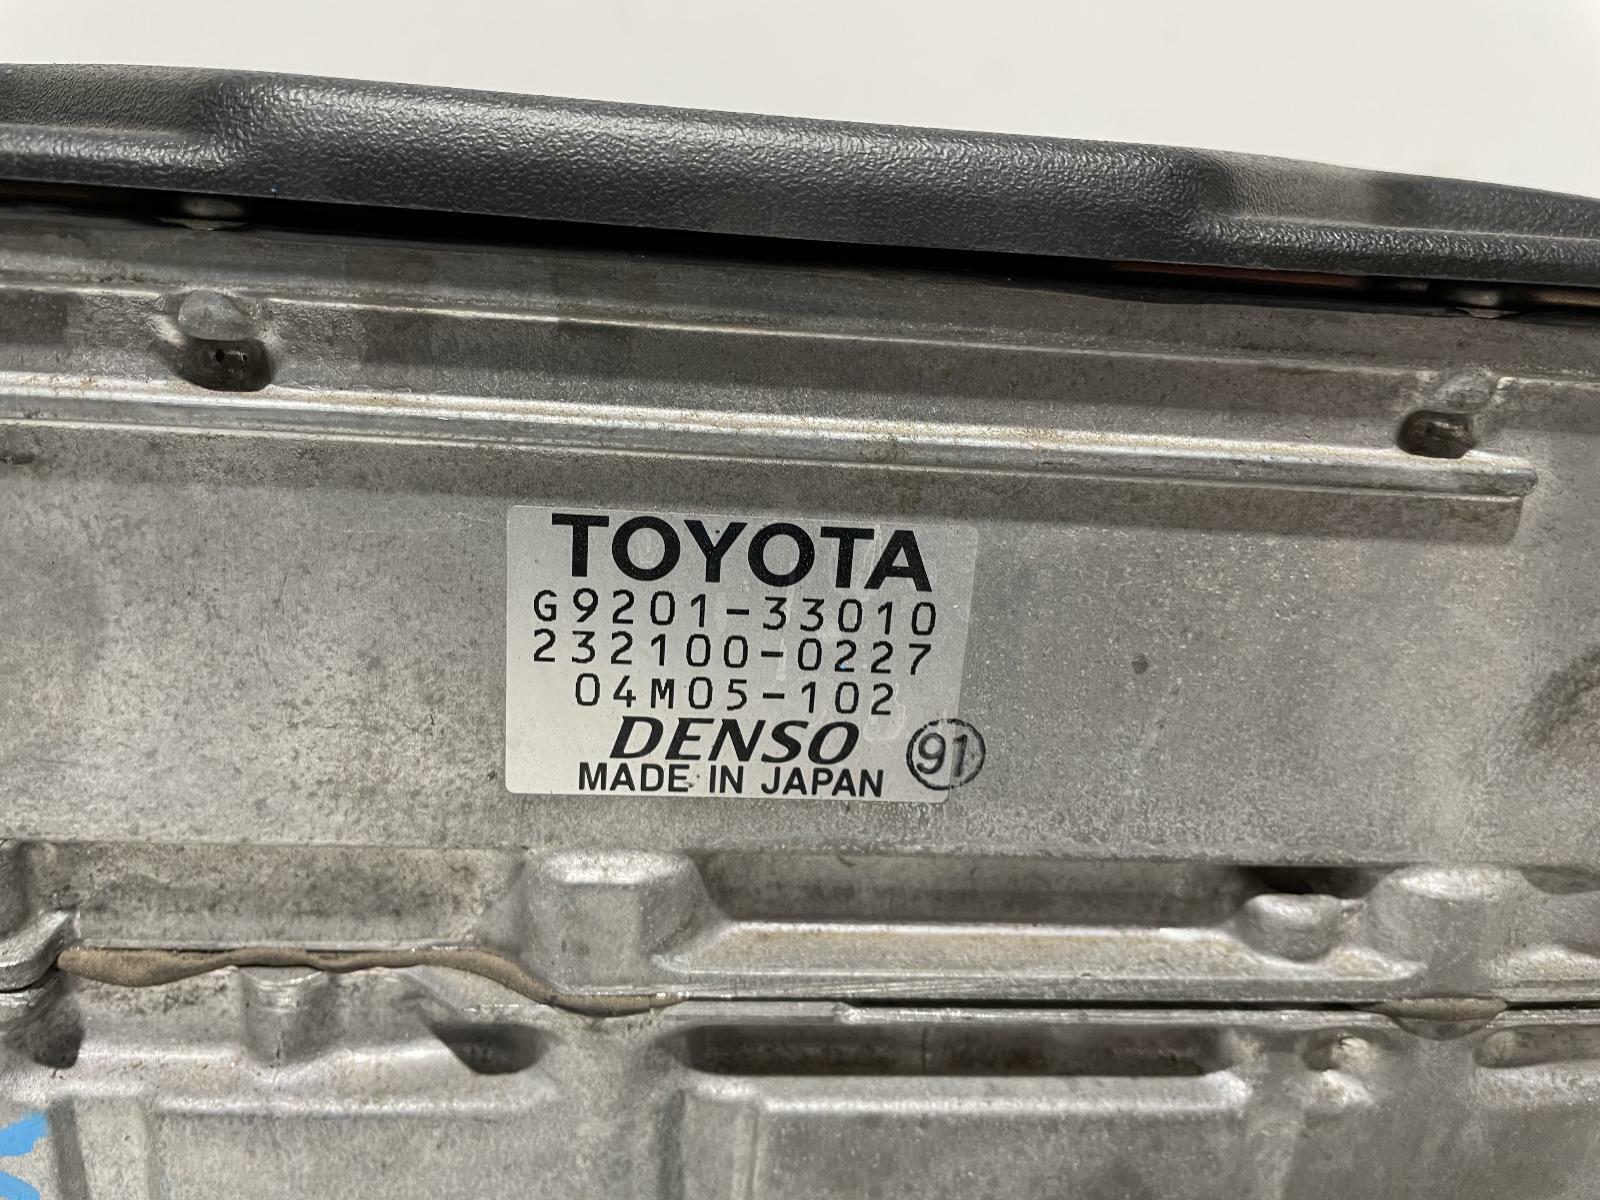 TOYOTA
G9201-33010
232100-0227
04M05-102
DENSO
91
MADE IN JAPAN